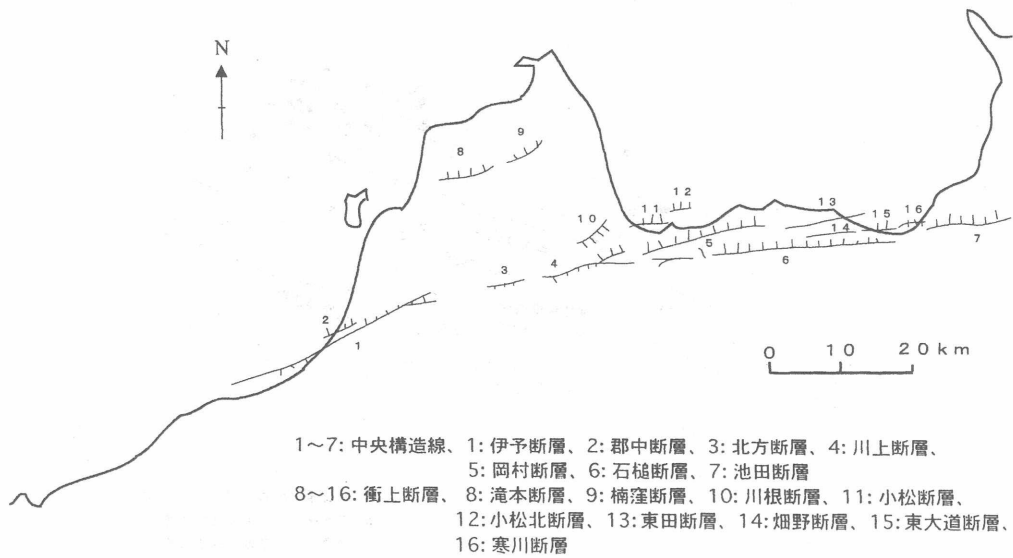 N
9
8
12
13
11
15
16
10
14
5
7
6
3
4
2
1
0 10 20km
1〜7: 中央構造線、1: 伊予断層、2: 郡中断層、3: 北方断層、4: 川上断層、
5: 岡村断層、6: 石槌断層、7: 池田断層
8〜16: 衝上断層、8: 滝本断層、9: 楠窪断層、10: 川根断層、11: 小松断層、
12: 小松北断層、13: 東田断層、14: 畑野断層、15: 東大道断層、
16: 寒川断層